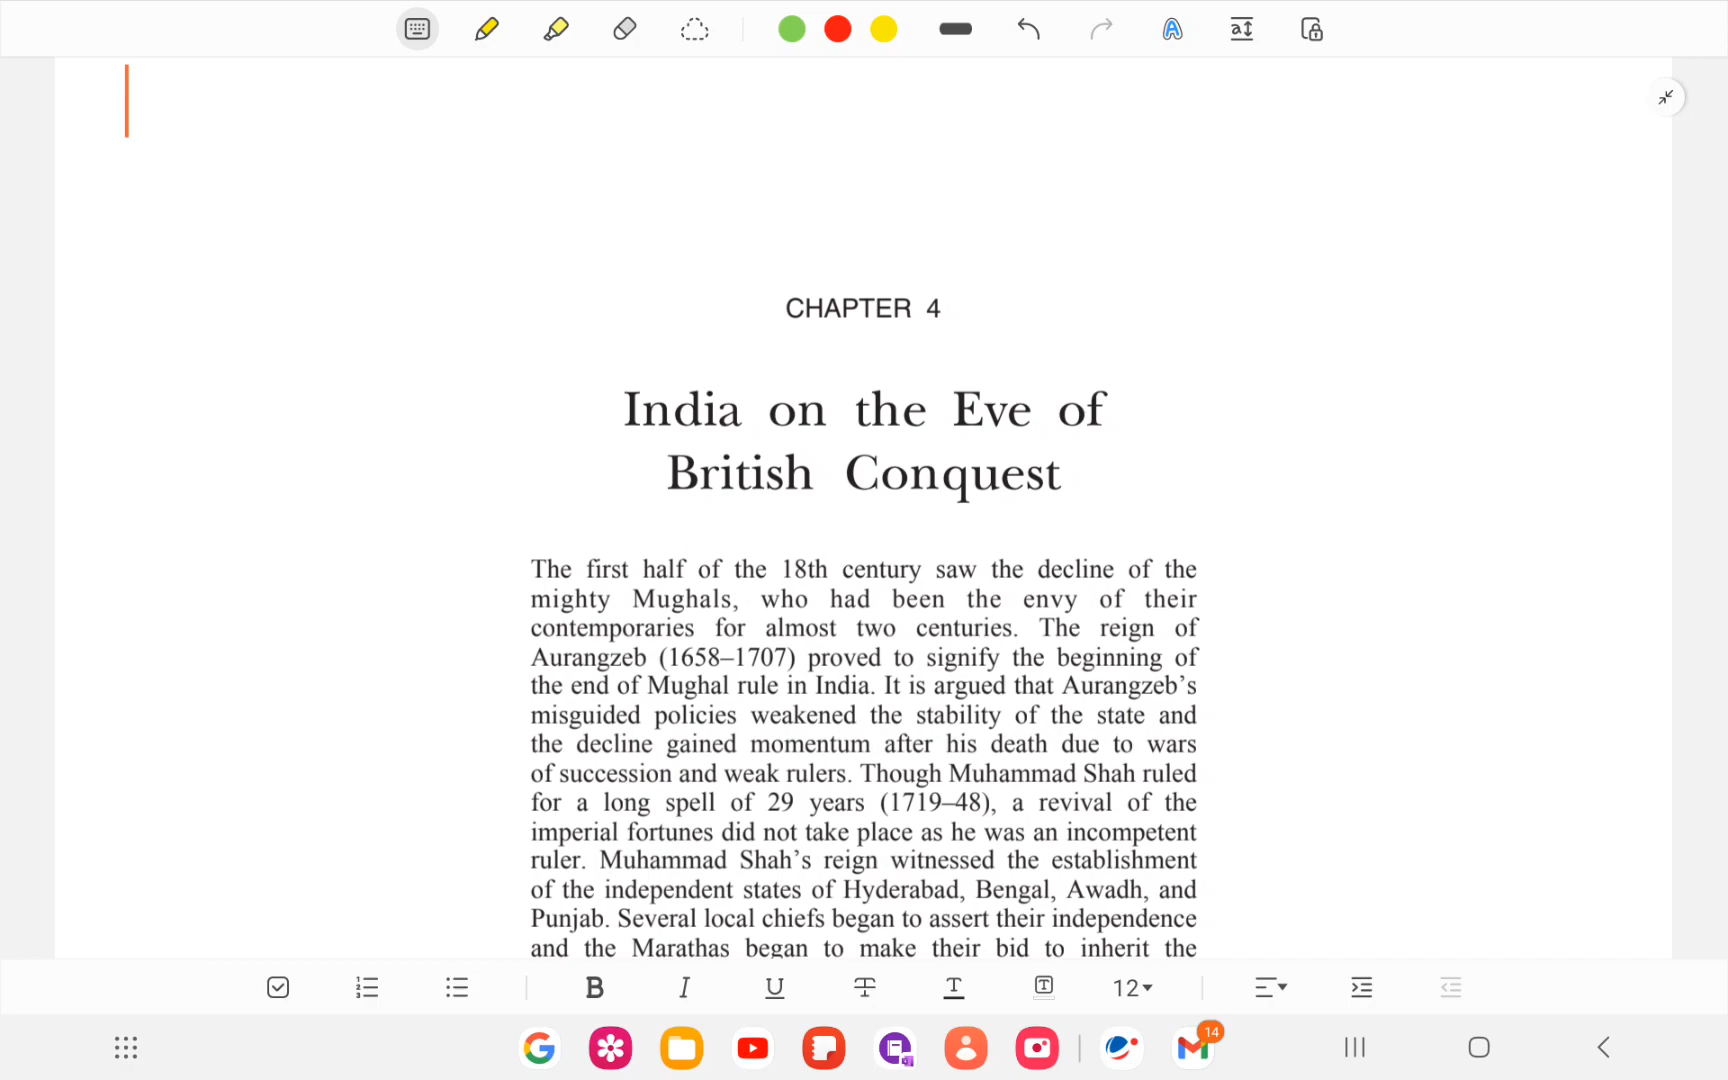 CHAPTER 4
India on the Eve of
British Conquest
The first half of the 18th century saw the decline of the
mighty Mughals, who had been the envy of their
contemporaries for almost two centuries. The reign of
Aurangzeb (1658–1707) proved to signify the beginning of
the end of Mughal rule in India. It is argued that Aurangzeb's
misguided policies weakened the stability of the state and
the decline gained momentum after his death due to wars
of succession and weak rulers. Though Muhammad Shah ruled
for a long spell of 29 years (1719–48), a revival of the
imperial fortunes did not take place as he was an incompetent
ruler. Muhammad Shah's reign witnessed the establishment
of the independent states of Hyderabad, Bengal, Awadh, and
Punjab. Several local chiefs began to assert their independence
and the Marathas began to make their bid to inherit the
B I U T T T 12
14